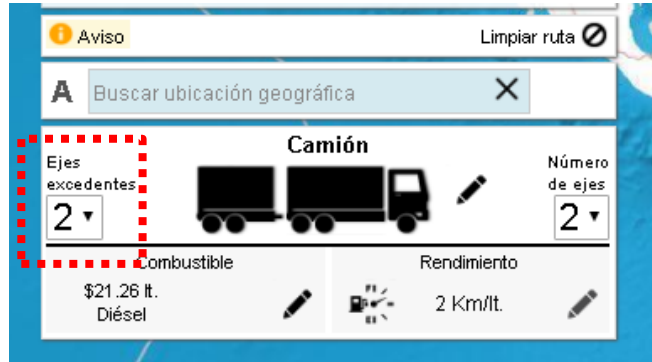 Aviso
Limpiar ruta
A
Buscar ubicación geográfica
Camión
Ejes
excedentes
2
Número
de ejes
2
Combustible
$21.26 lt.
Diésel
Rendimiento
2 Km/lt.